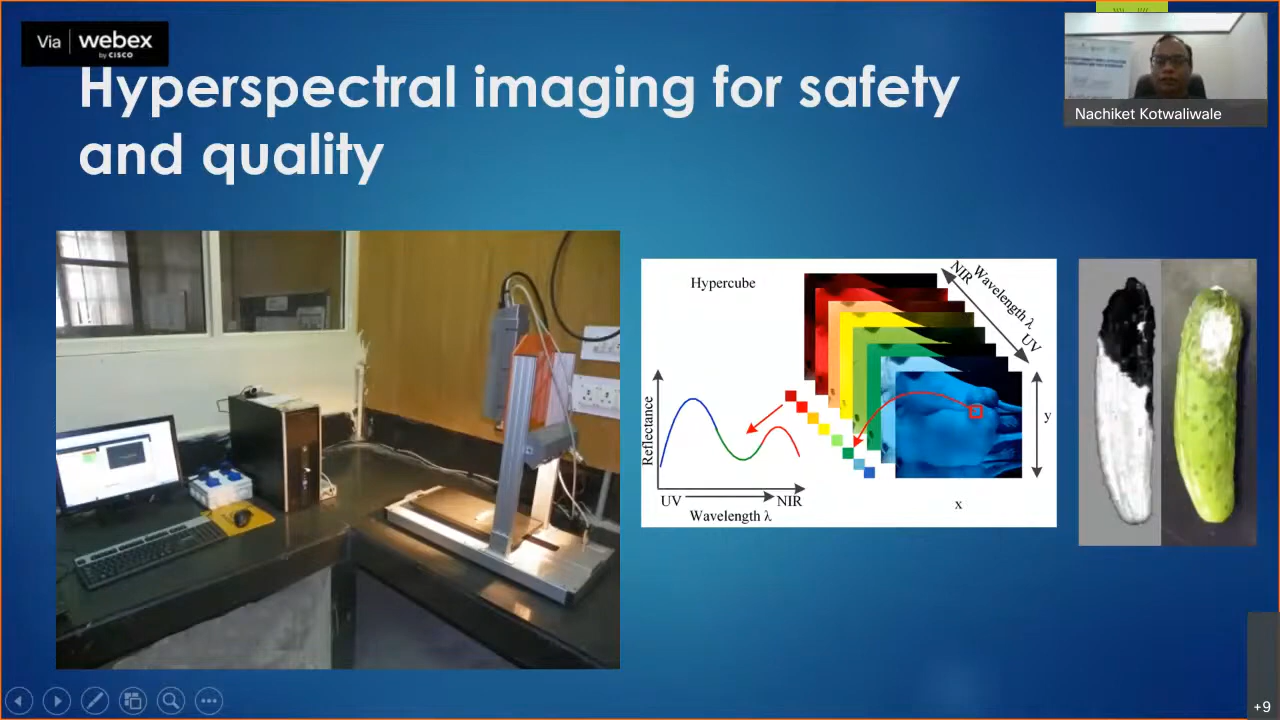 Via webex
by CISCO
Hyperspectral imaging for safety
and quality
Nachiket Kotwaliwale
Hypercube
NIR Wavelength λ UV
Reflectance
y
UV NIR
Wavelength λ
x
+9